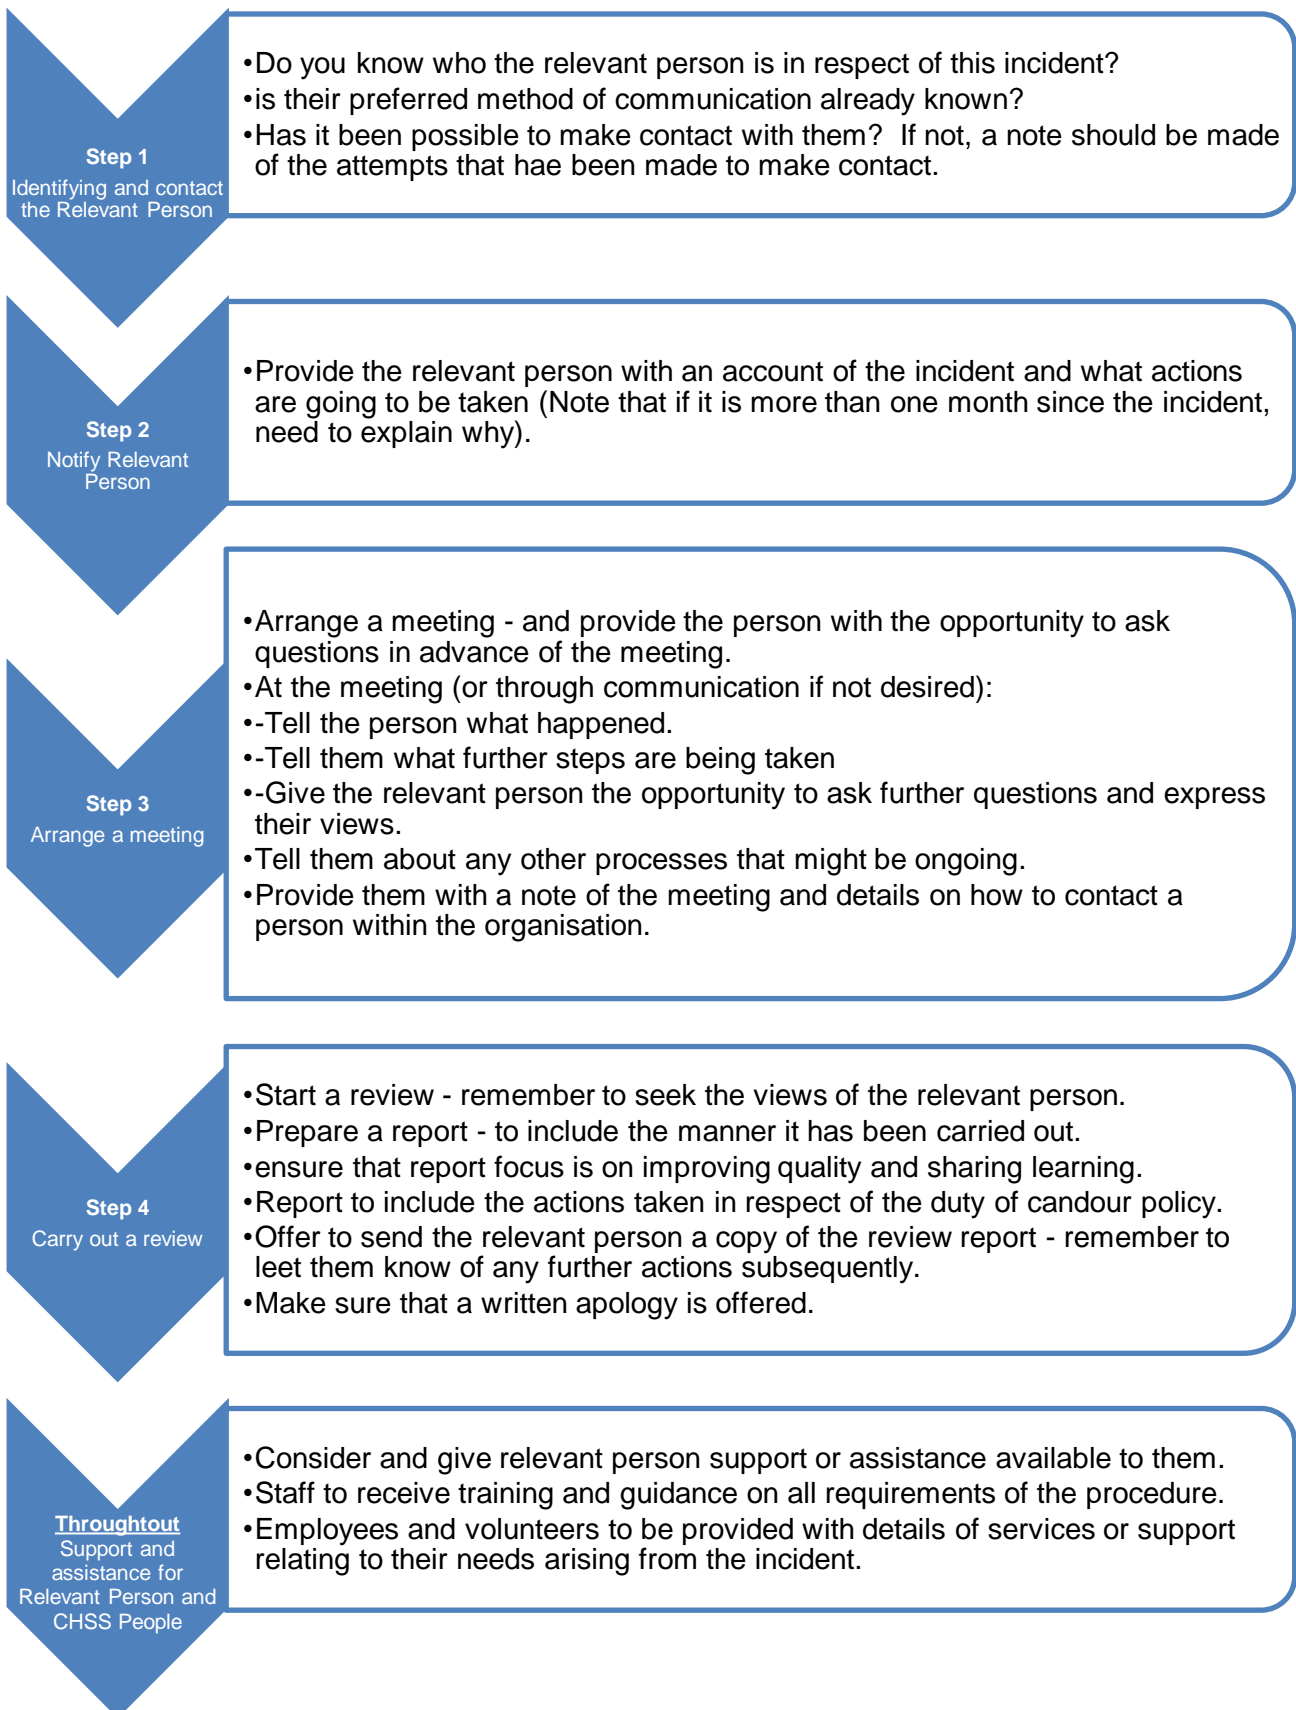 Step 1
Identifying and contact
the Relevant Person
•Do you know who the relevant person is in respect of this incident?
•is their preferred method of communication already known?
•Has it been possible to make contact with them?  If not, a note should be made
of the attempts that hae been made to make contact.
Step 2
Notify Relevant
Person
•Provide the relevant person with an account of the incident and what actions
are going to be taken (Note that if it is more than one month since the incident,
need to explain why).
Step 3
Arrange a meeting
•Arrange a meeting - and provide the person with the opportunity to ask
questions in advance of the meeting.
•At the meeting (or through communication if not desired):
•-Tell the person what happened.
•-Tell them what further steps are being taken
•-Give the relevant person the opportunity to ask further questions and express
their views.
•Tell them about any other processes that might be ongoing.
•Provide them with a note of the meeting and details on how to contact a
person within the organisation.
Step 4
Carry out a review
•Start a review - remember to seek the views of the relevant person.
•Prepare a report - to include the manner it has been carried out.
•ensure that report focus is on improving quality and sharing learning.
•Report to include the actions taken in respect of the duty of candour policy.
•Offer to send the relevant person a copy of the review report - remember to
leet them know of any further actions subsequently.
•Make sure that a written apology is offered.
Throughtout
Support and
assistance for
Relevant Person and
CHSS People
•Consider and give relevant person support or assistance available to them.
•Staff to receive training and guidance on all requirements of the procedure.
•Employees and volunteers to be provided with details of services or support
relating to their needs arising from the incident.